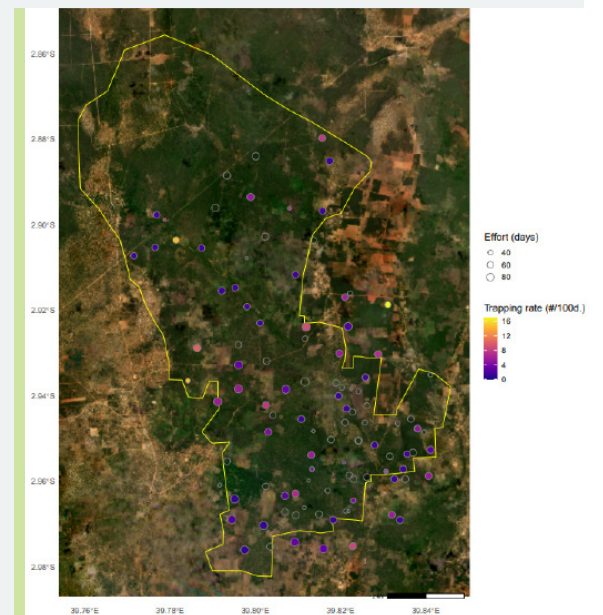 2.86°S
2.88°S
2.90°S
2.92°S
2.94°S
2.96°S
2.98°S
39.76°E
39.78°E
39.80°E
39.82°E
39.84°E
Effort (days)
40
60
80
Trapping rate (#/100d.)
16
12
8
4
0